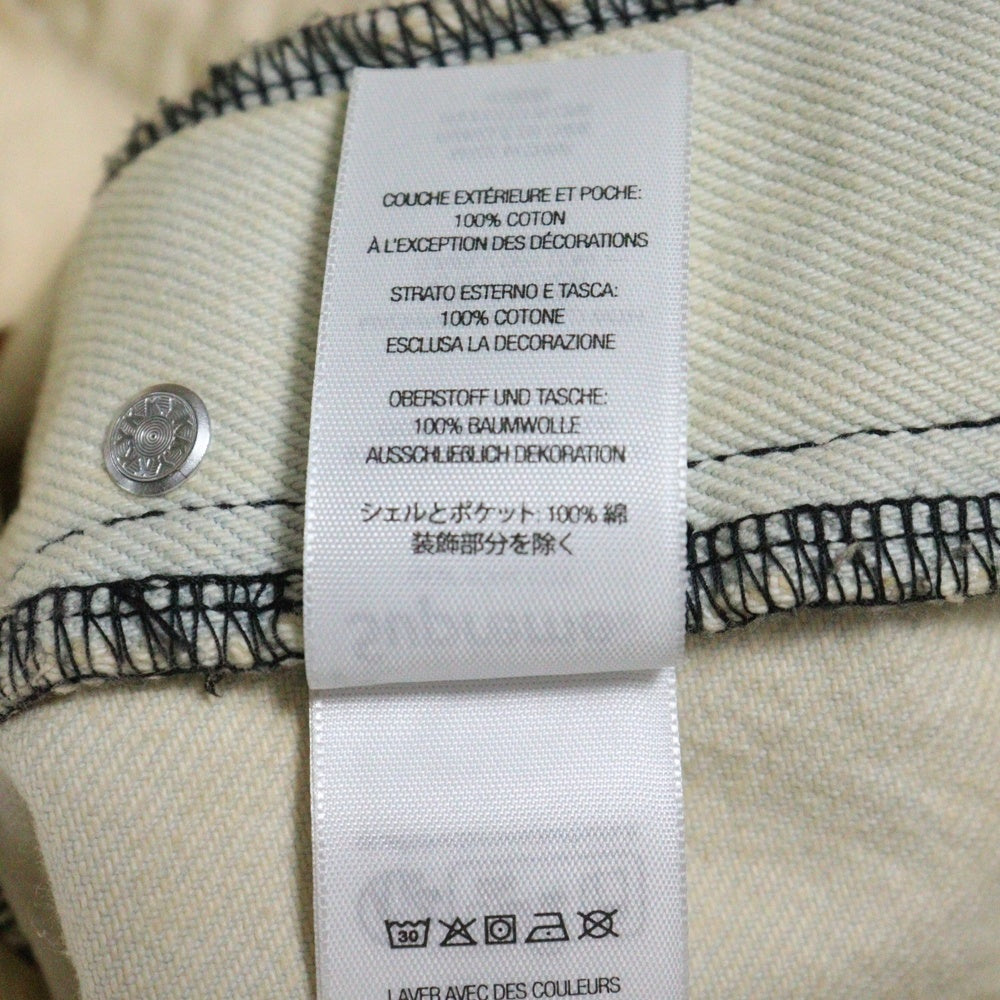 COUCHE EXTÉRIEURE ET POCHE:
100% COTON
À L'EXCEPTION DES DÉCORATIONS
STRATO ESTERNO E TASCA:
100% COTONE
ESCLUSA LA DECORAZIONE
OBERSTOFF UND TASCHE:
100% BAUMWOLLE
AUSSCHLIEBLICH DEKORATION
シェルとポケット: 100% 綿
装飾部分を除く
30
LAVER AVEC DES COULEURS